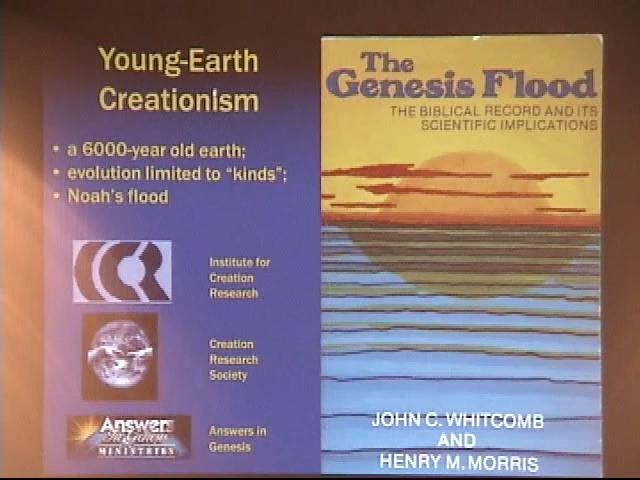 Young-Earth
Creationism
• a 6000-year old earth;
• evolution limited to "kinds";
• Noah's flood
ICR
Institute for
Creation
Research
Creation
Research
Society
Answers
in Genesis
MINISTRIES
Answers in
Genesis
The
Genesis Flood
THE BIBLICAL RECORD AND ITS
SCIENTIFIC IMPLICATIONS
JOHN C. WHITCOMB
AND
HENRY M. MORRIS